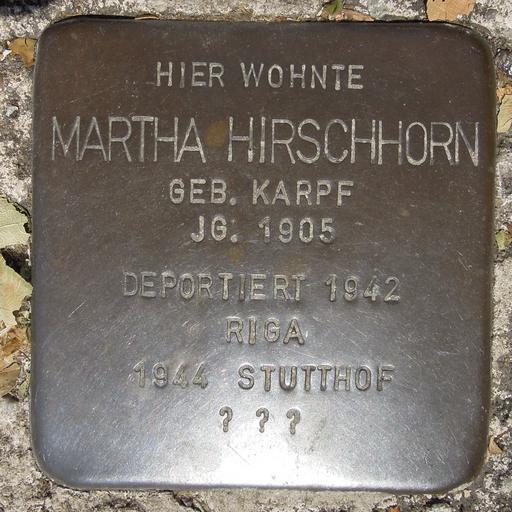 HIER WOHNTE
MARTHA HIRSCHHORN
GEB. KARPF
JG. 1905
DEPORTIERT 1942
RIGA
1944 STUTTHOF
? ? ?